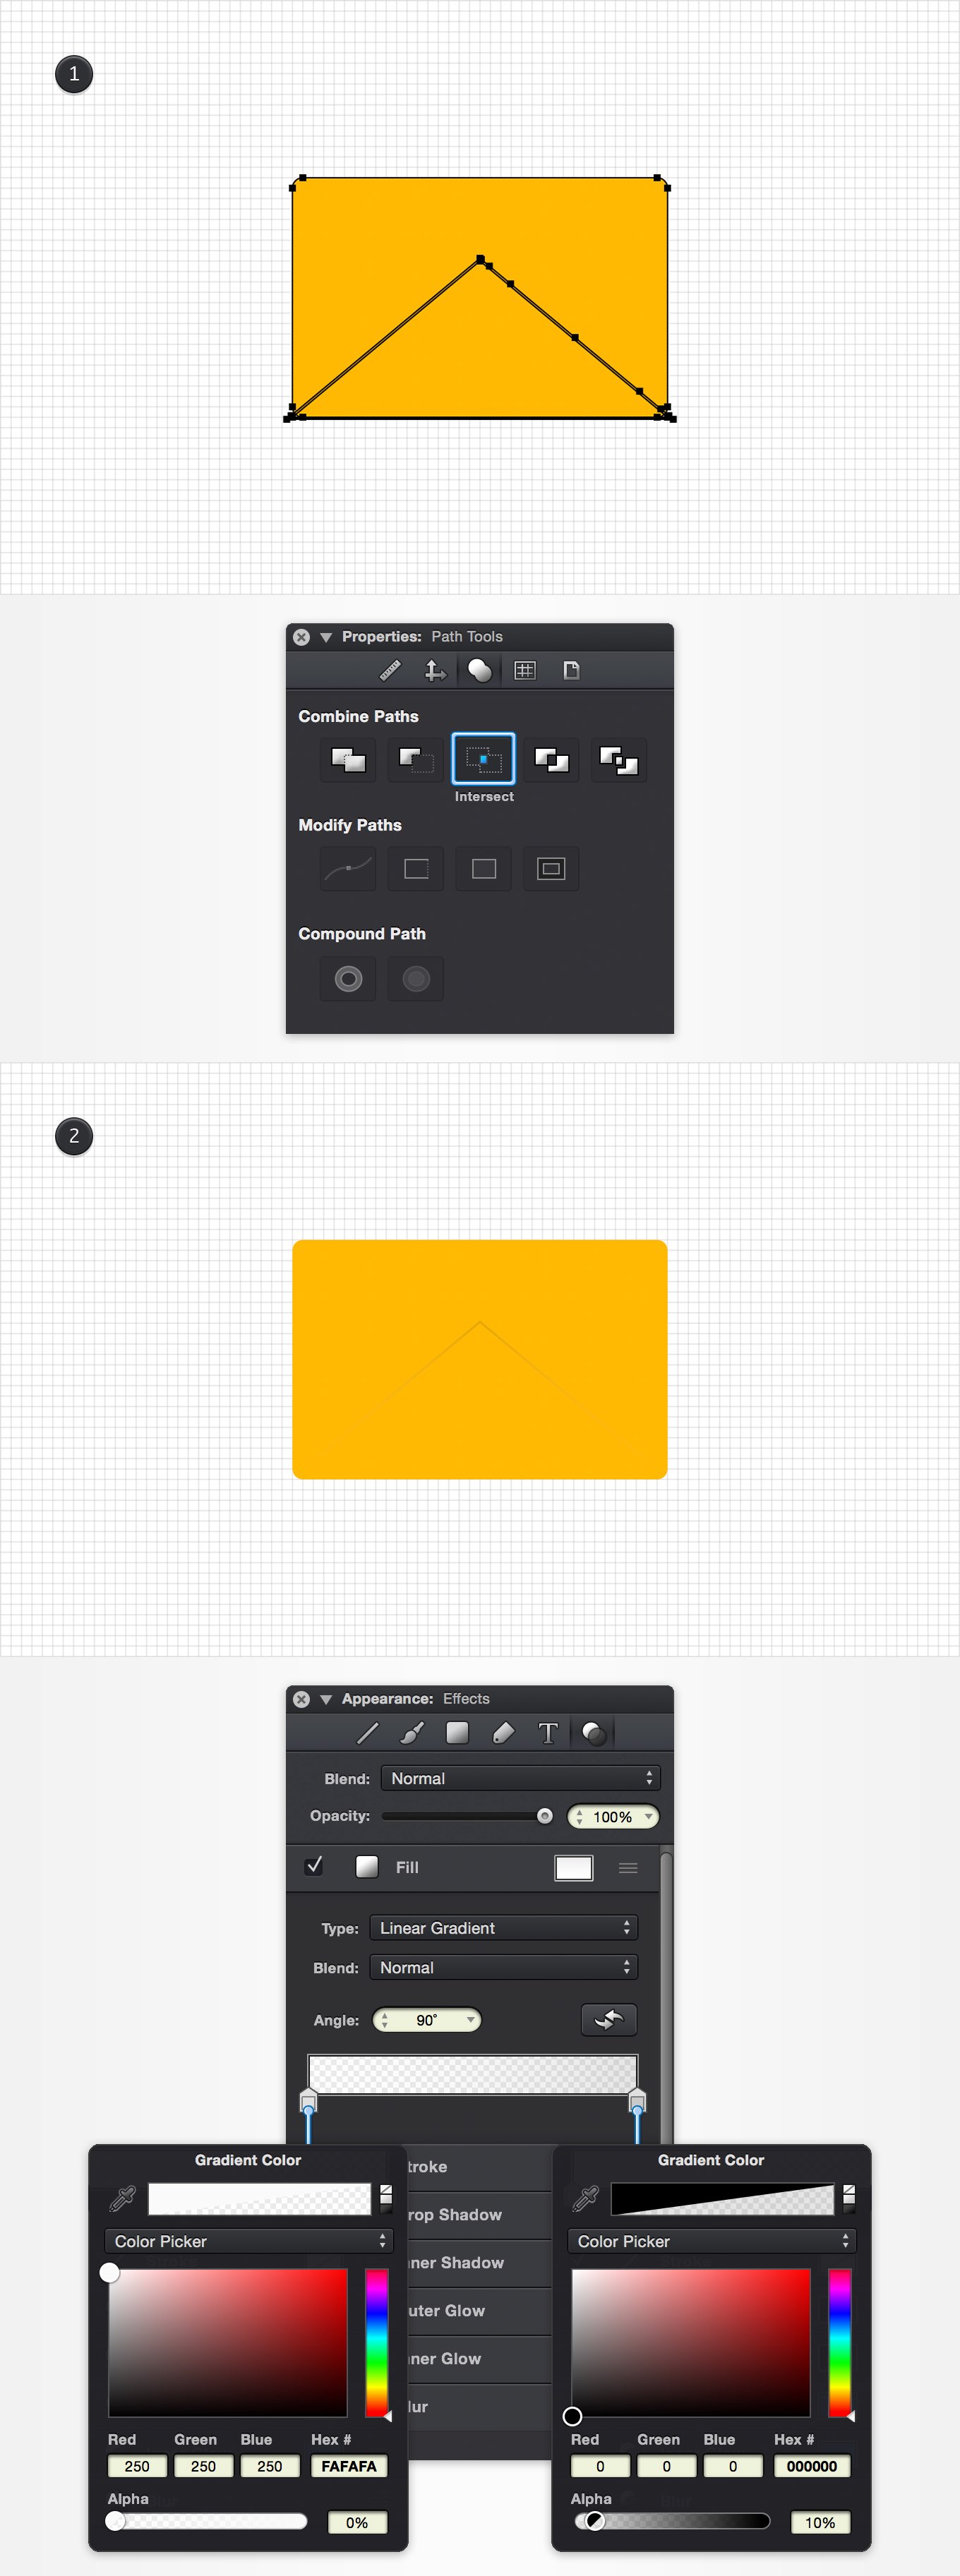 1
Properties: Path Tools
Combine Paths
Intersect
Modify Paths
Compound Path
2
Appearance: Effects
T
Blend: Normal
Opacity: 100%
Fill
Type: Linear Gradient
Blend: Normal
Angle: 90°
Gradient Color
Color Picker
Red Green Blue Hex #
250 250 250 FAFAFA
Alpha
0%
troke
rop Shadow
ner Shadow
uter Glow
ner Glow
lur
Gradient Color
Color Picker
Red Green Blue Hex #
0 0 0 000000
Alpha
10%